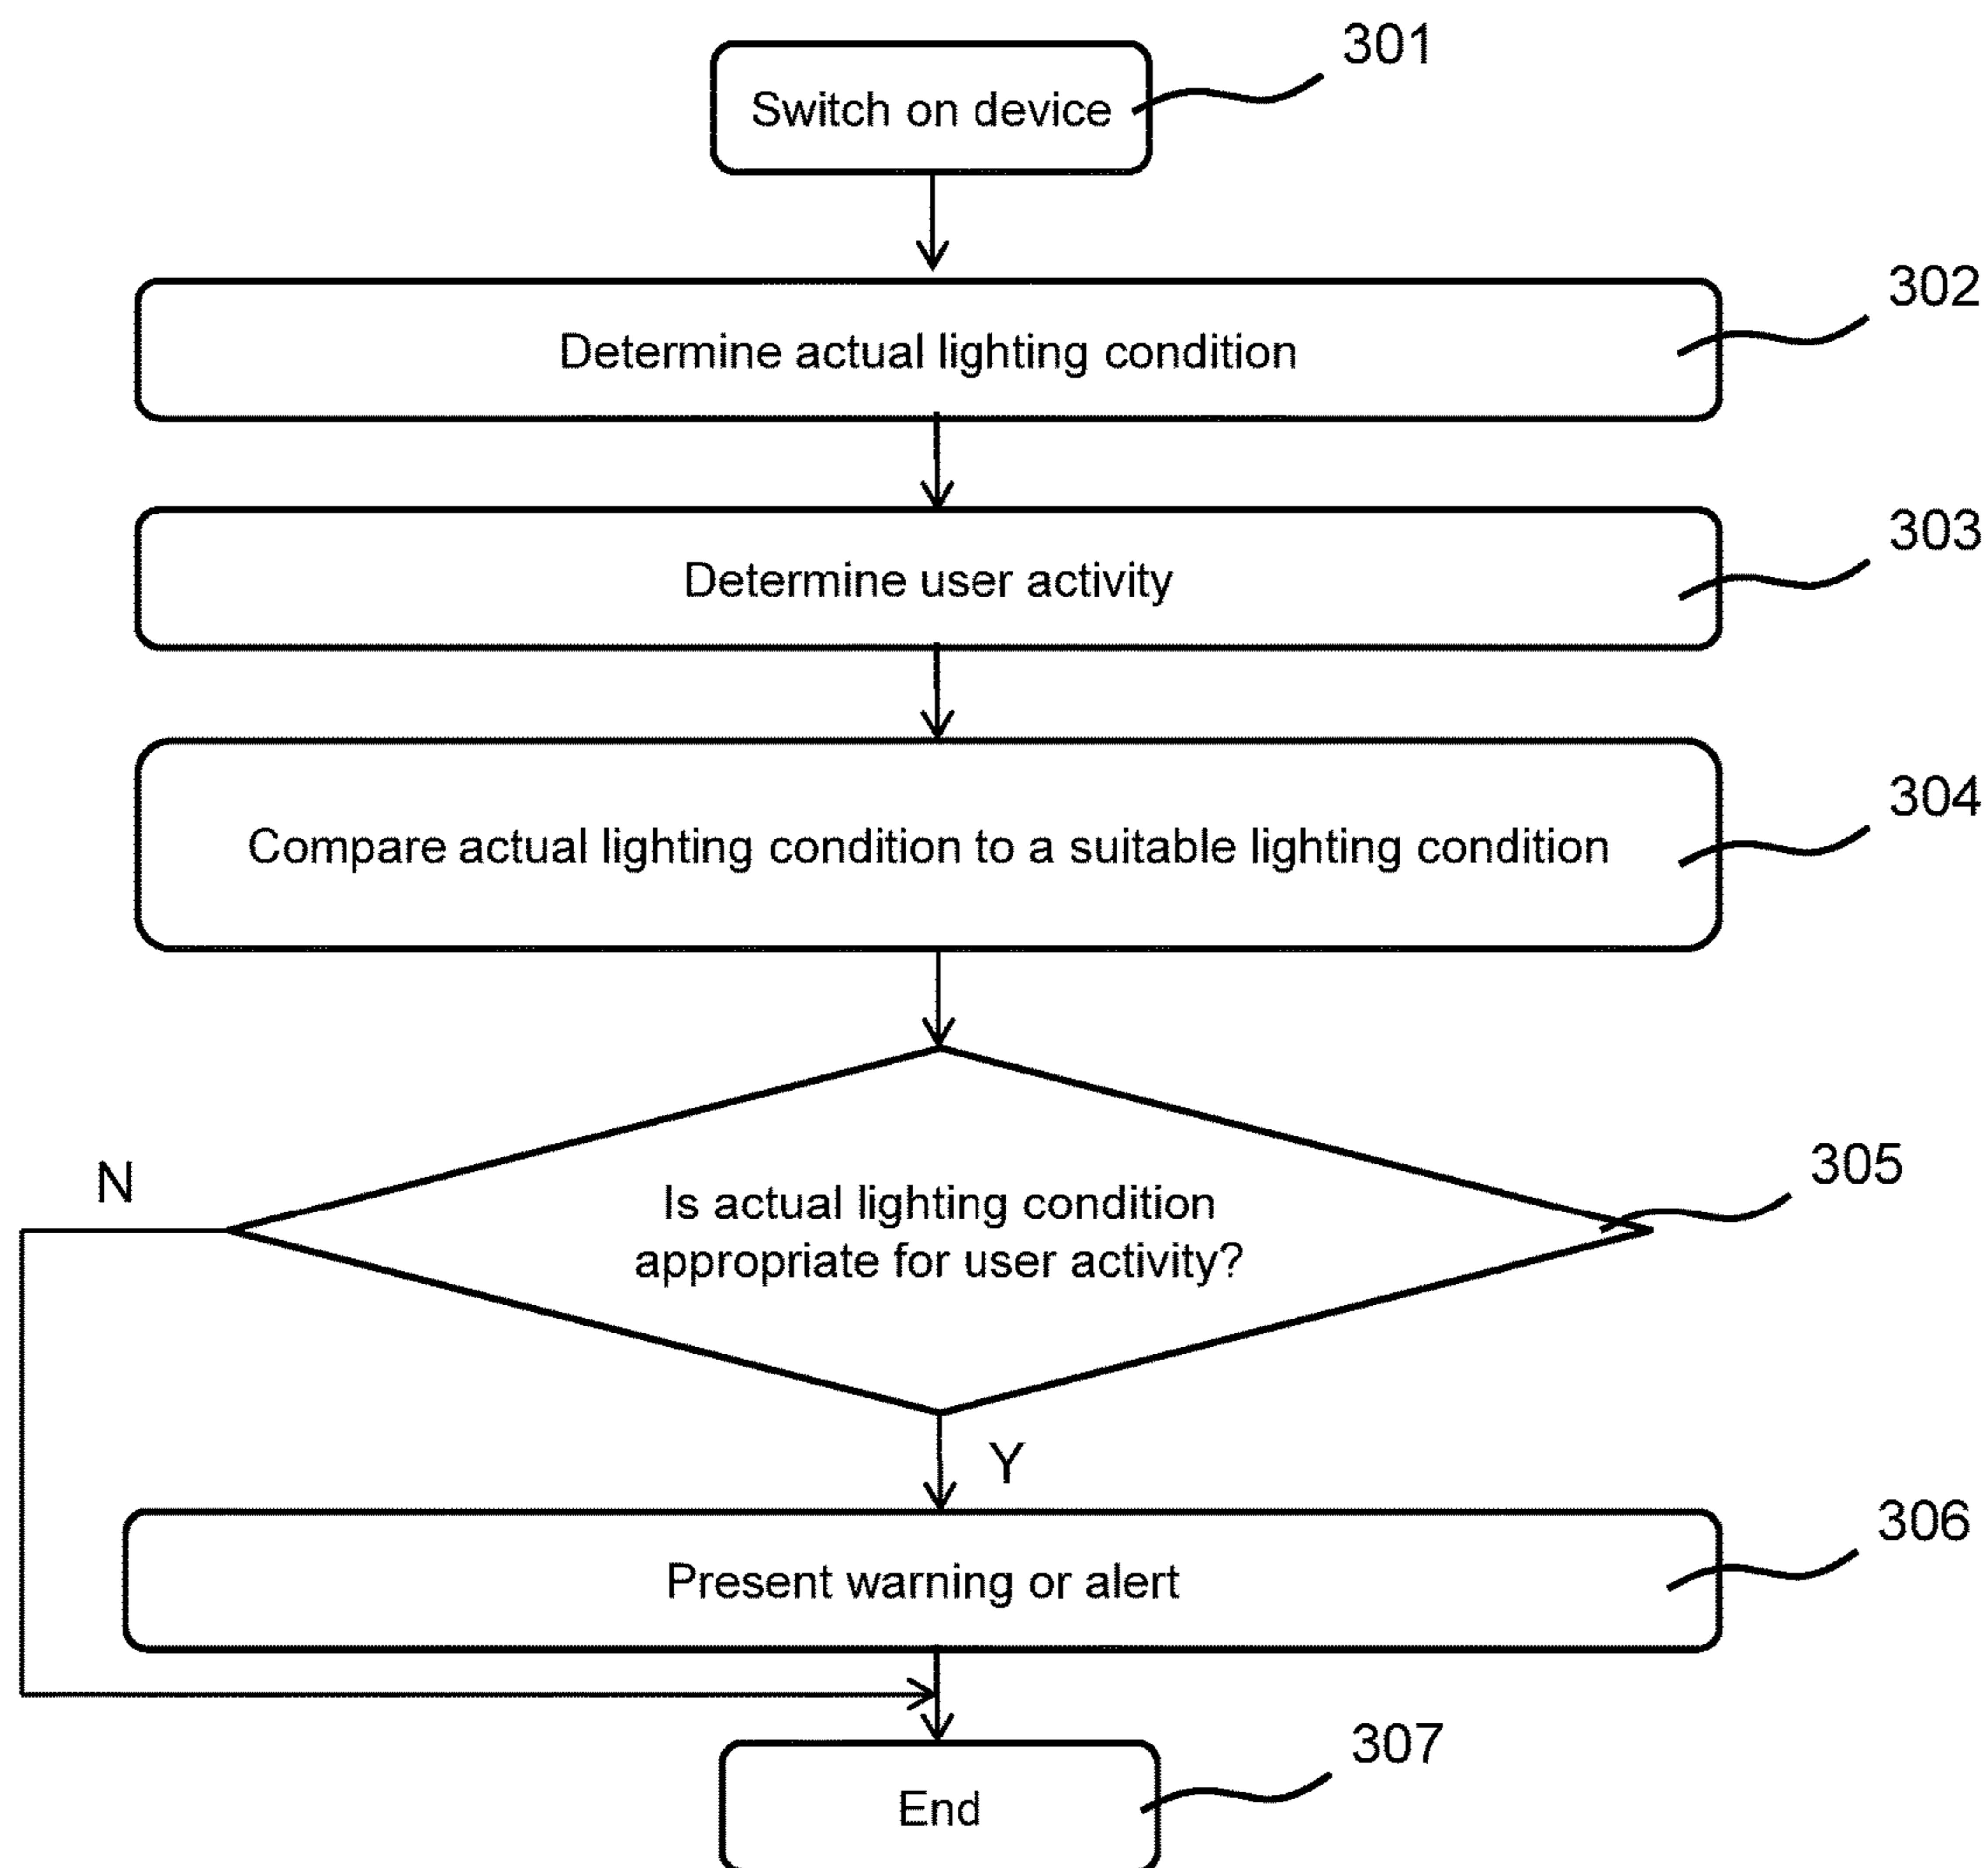 301
Switch on device
302
Determine actual lighting condition
303
Determine user activity
304
Compare actual lighting condition to a suitable lighting condition
305
N
Is actual lighting condition
appropriate for user activity?
Y
306
Present warning or alert
307
End